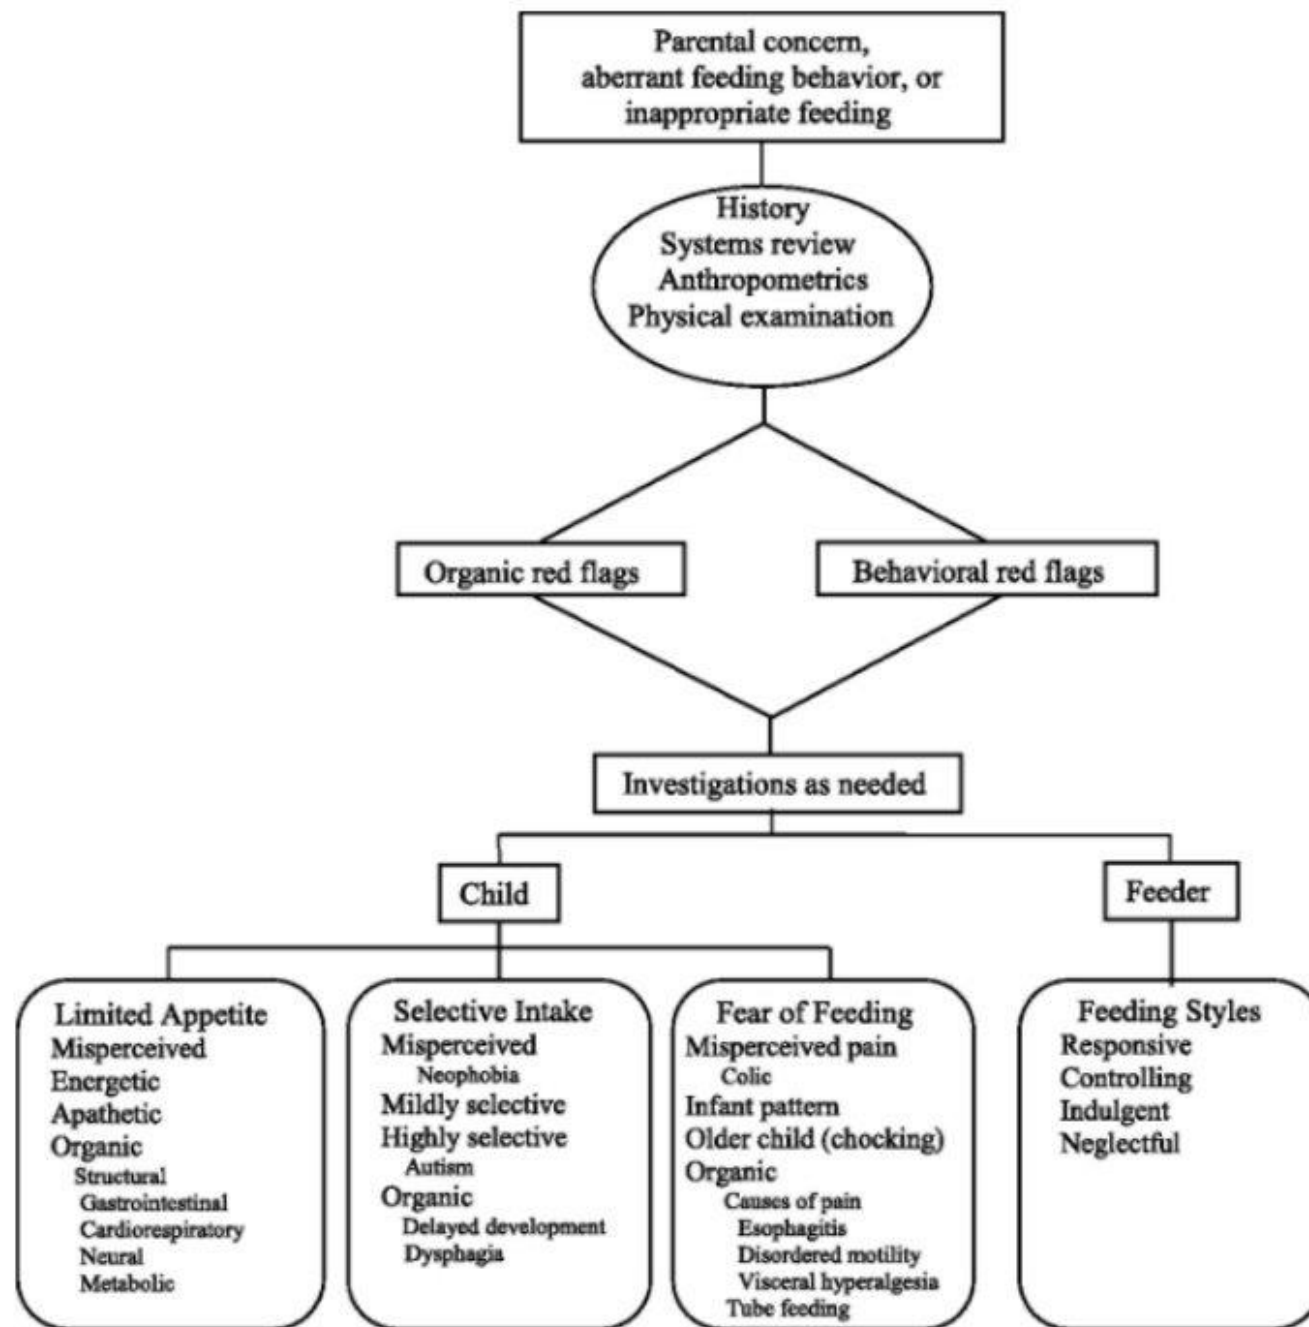 Parental concern,
aberrant feeding behavior, or
inappropriate feeding
History
Systems review
Anthropometrics
Physical examination
Organic red flags
Behavioral red flags
Investigations as needed
Child
Feeder
Limited Appetite
Misperceived
Energetic
Apathetic
Organic
Structural
Gastrointestinal
Cardiorespiratory
Neural
Metabolic
Selective Intake
Misperceived
Neophobia
Mildly selective
Highly selective
Autism
Organic
Delayed development
Dysphagia
Fear of Feeding
Misperceived pain
Colic
Infant pattern
Older child (chocking)
Organic
Causes of pain
Esophagitis
Disordered motility
Visceral hyperalgesia
Tube feeding
Feeding Styles
Responsive
Controlling
Indulgent
Neglectful